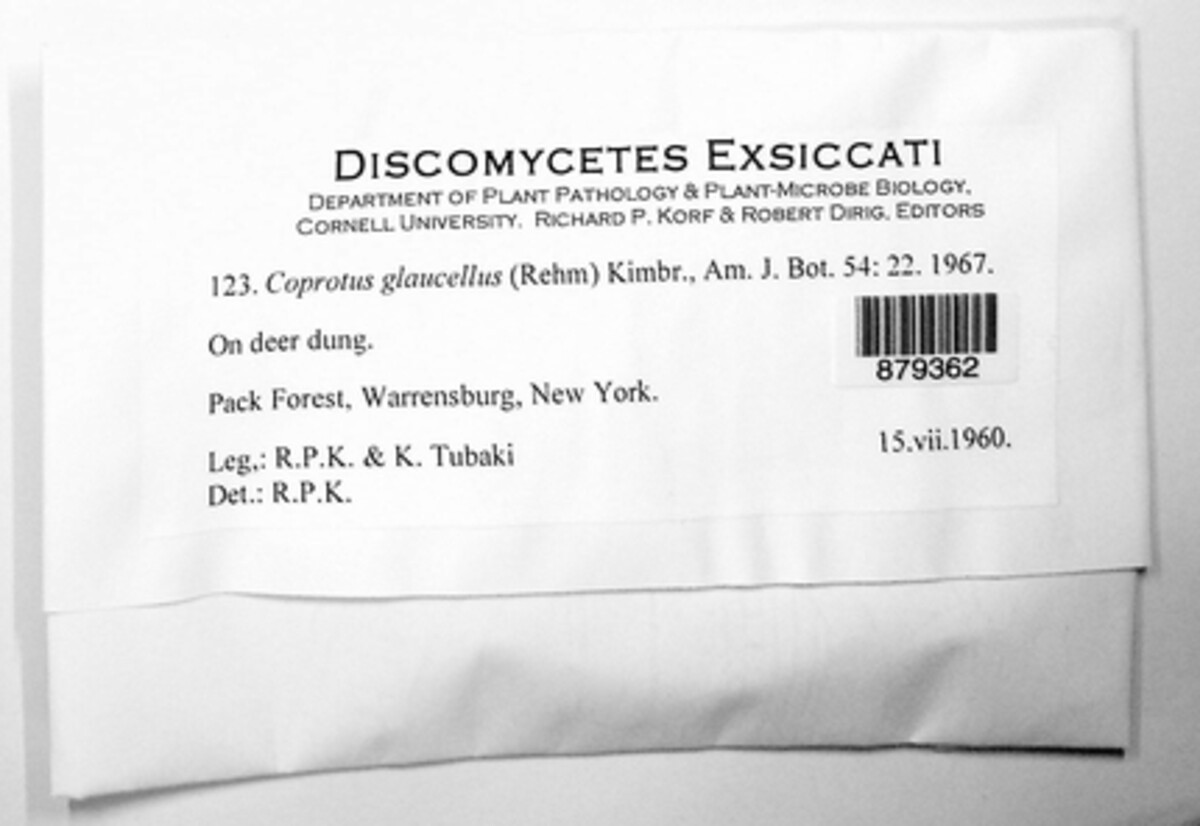 DISCOMYCETES EXSICCATI
DEPARTMENT OF PLANT PATHOLOGY & PLANT-MICROBE BIOLOGY,
CORNELL UNIVERSITY. RICHARD P. KORF & ROBERT DIRIG, EDITORS
123. Coprotus glaucellus (Rehm) Kimbr., Am. J. Bot. 54: 22. 1967.
On deer dung.
879362
Pack Forest, Warrensburg, New York.
Leg,: R.P.K. & K. Tubaki
15.vii.1960.
Det.: R.P.K.